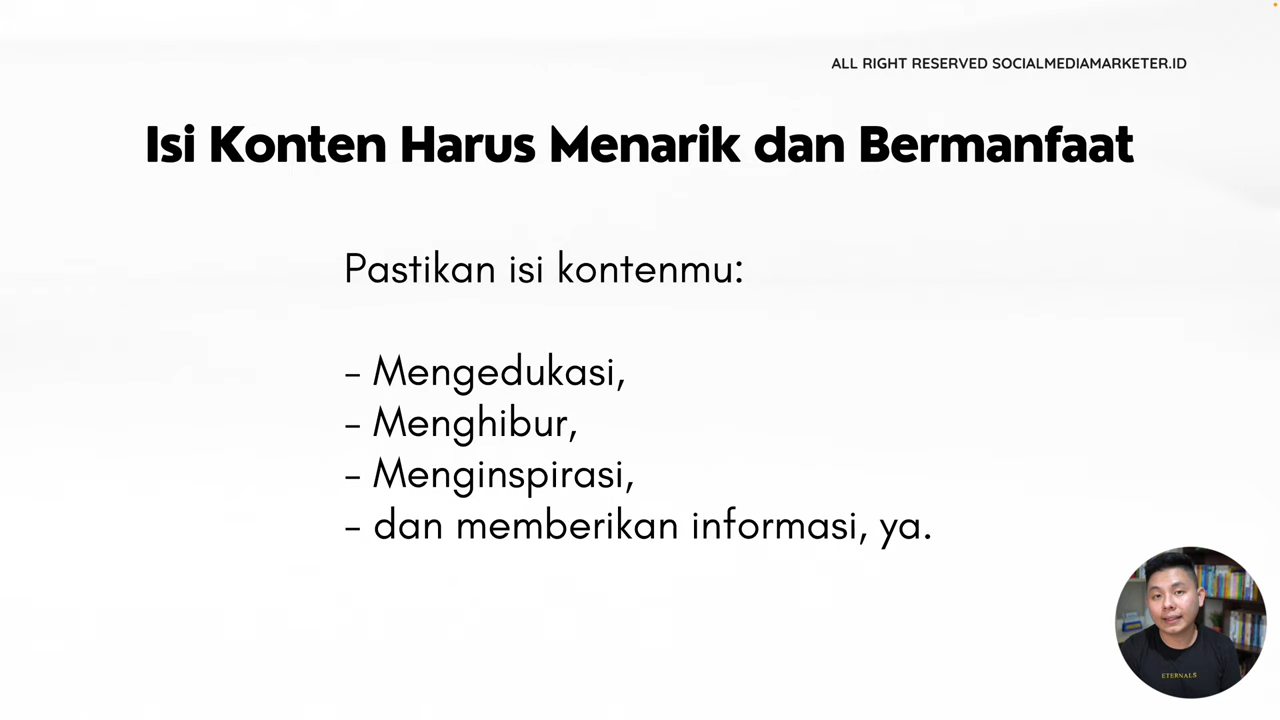 ALL RIGHT RESERVED SOCIALMEDIAMARKETER.ID
Isi Konten Harus Menarik dan Bermanfaat
Pastikan isi kontenmu:
- Mengedukasi,
- Menghibur,
- Menginspirasi,
- dan memberikan informasi, ya.
ETERNALS